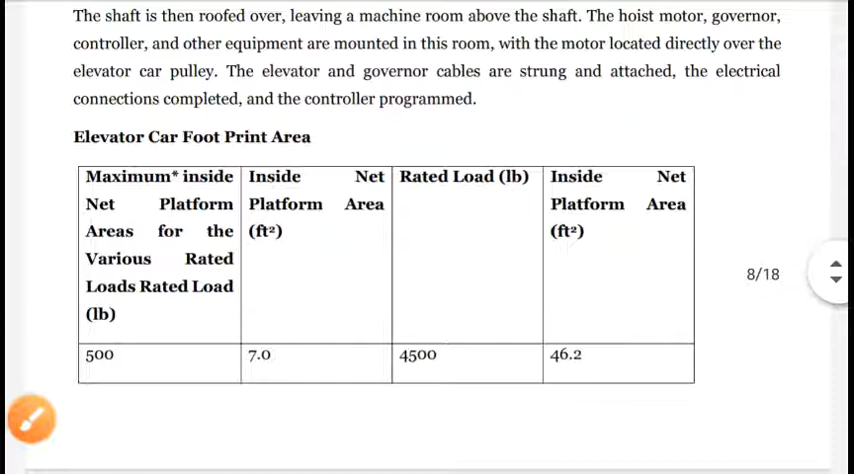 The shaft is then roofed over, leaving a machine room above the shaft. The hoist motor, governor,
controller, and other equipment are mounted in this room, with the motor located directly over the
elevator car pulley. The elevator and governor cables are strung and attached, the electrical
connections completed, and the controller programmed.
Elevator Car Foot Print Area
Maximum* inside
Net Platform
Areas for the
Various Rated
Loads Rated Load
(lb)
Inside Net
Platform Area
(ft²)
Rated Load (lb)
Inside Net
Platform Area
(ft²)
500
7.0
4500
46.2
8/18